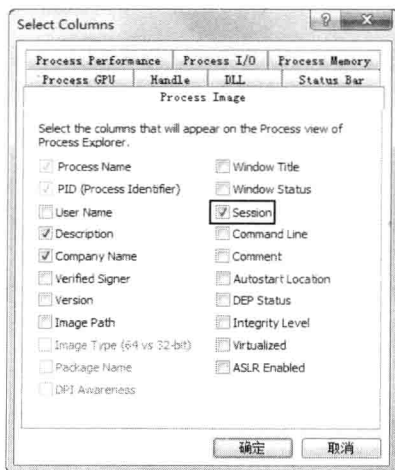 Select Columns
Process Performance Process I/O Process Memory
Process GPU Handle DLL Status Bar
Process Image
Select the columns that will appear on the Process view of
Process Explorer.
Process Name
PID (Process Identifier)
User Name
Description
Company Name
Verified Signer
Version
Image Path
Image Type (64 vs 32-bit)
Package Name
DPI Awareness
Window Title
Window Status
Session
Command Line
Comment
Autostart Location
DEP Status
Integrity Level
Virtualized
ASLR Enabled
确定 取消